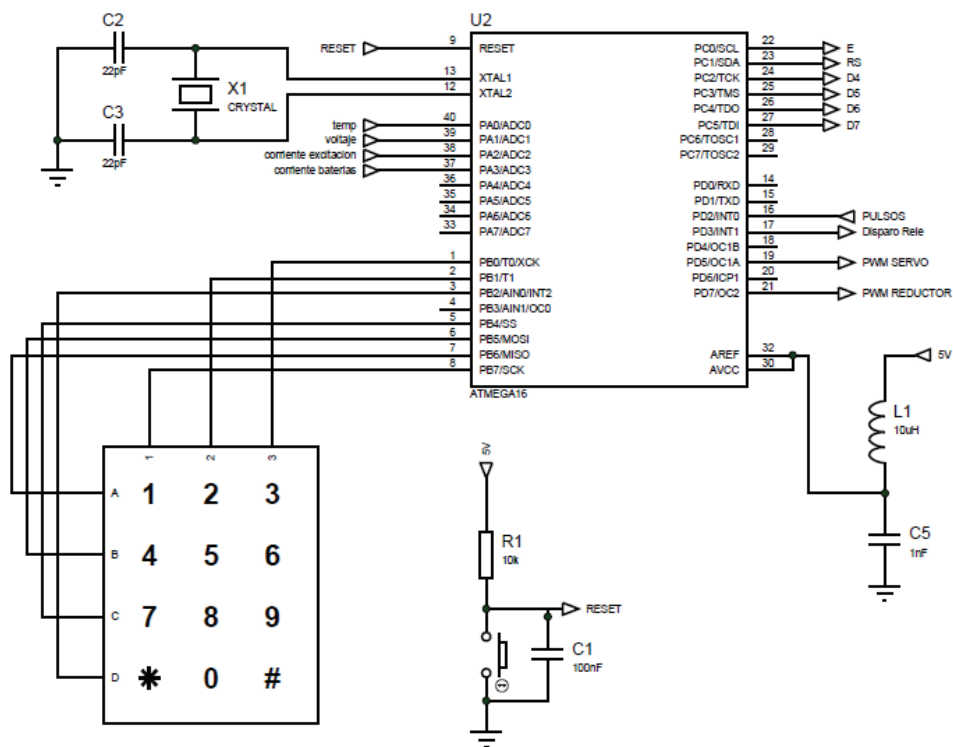 C2
22pF
C3
22pF
X1
CRYSTAL
U2
RESET
9
RESET
13
XTAL1
12
XTAL2
temp
40
PA0/ADC0
voltaje
39
PA1/ADC1
corriente excitacion
38
PA2/ADC2
corriente baterias
37
PA3/ADC3
36
PA4/ADC4
35
PA5/ADC5
34
PA6/ADC6
33
PA7/ADC7
1
PB0/T0/XCK
2
PB1/T1
3
PB2/AIN0/INT2
4
PB3/AIN1/OC0
5
PB4/SS
6
PB5/MOSI
7
PB6/MISO
8
PB7/SCK
ATMEGA16
PC0/SCL
22
E
PC1/SDA
23
RS
PC2/TCK
24
D4
PC3/TMS
25
D5
PC4/TDO
26
D6
PC5/TDI
27
D7
PC6/TOSC1
28
PC7/TOSC2
29
PD0/RXD
14
PD1/TXD
15
PD2/INT0
16
PULSOS
PD3/INT1
17
Disparo Rele
PD4/OC1B
18
PD5/OC1A
19
PWM SERVO
PD6/ICP1
20
PD7/OC2
21
PWM REDUCTOR
AREF
32
AVCC
30
5V
L1
10uH
C5
1nF
1
2
3
A
1 2 3
B
4 5 6
C
7 8 9
D
* 0 #
5V
R1
10k
RESET
C1
100nF